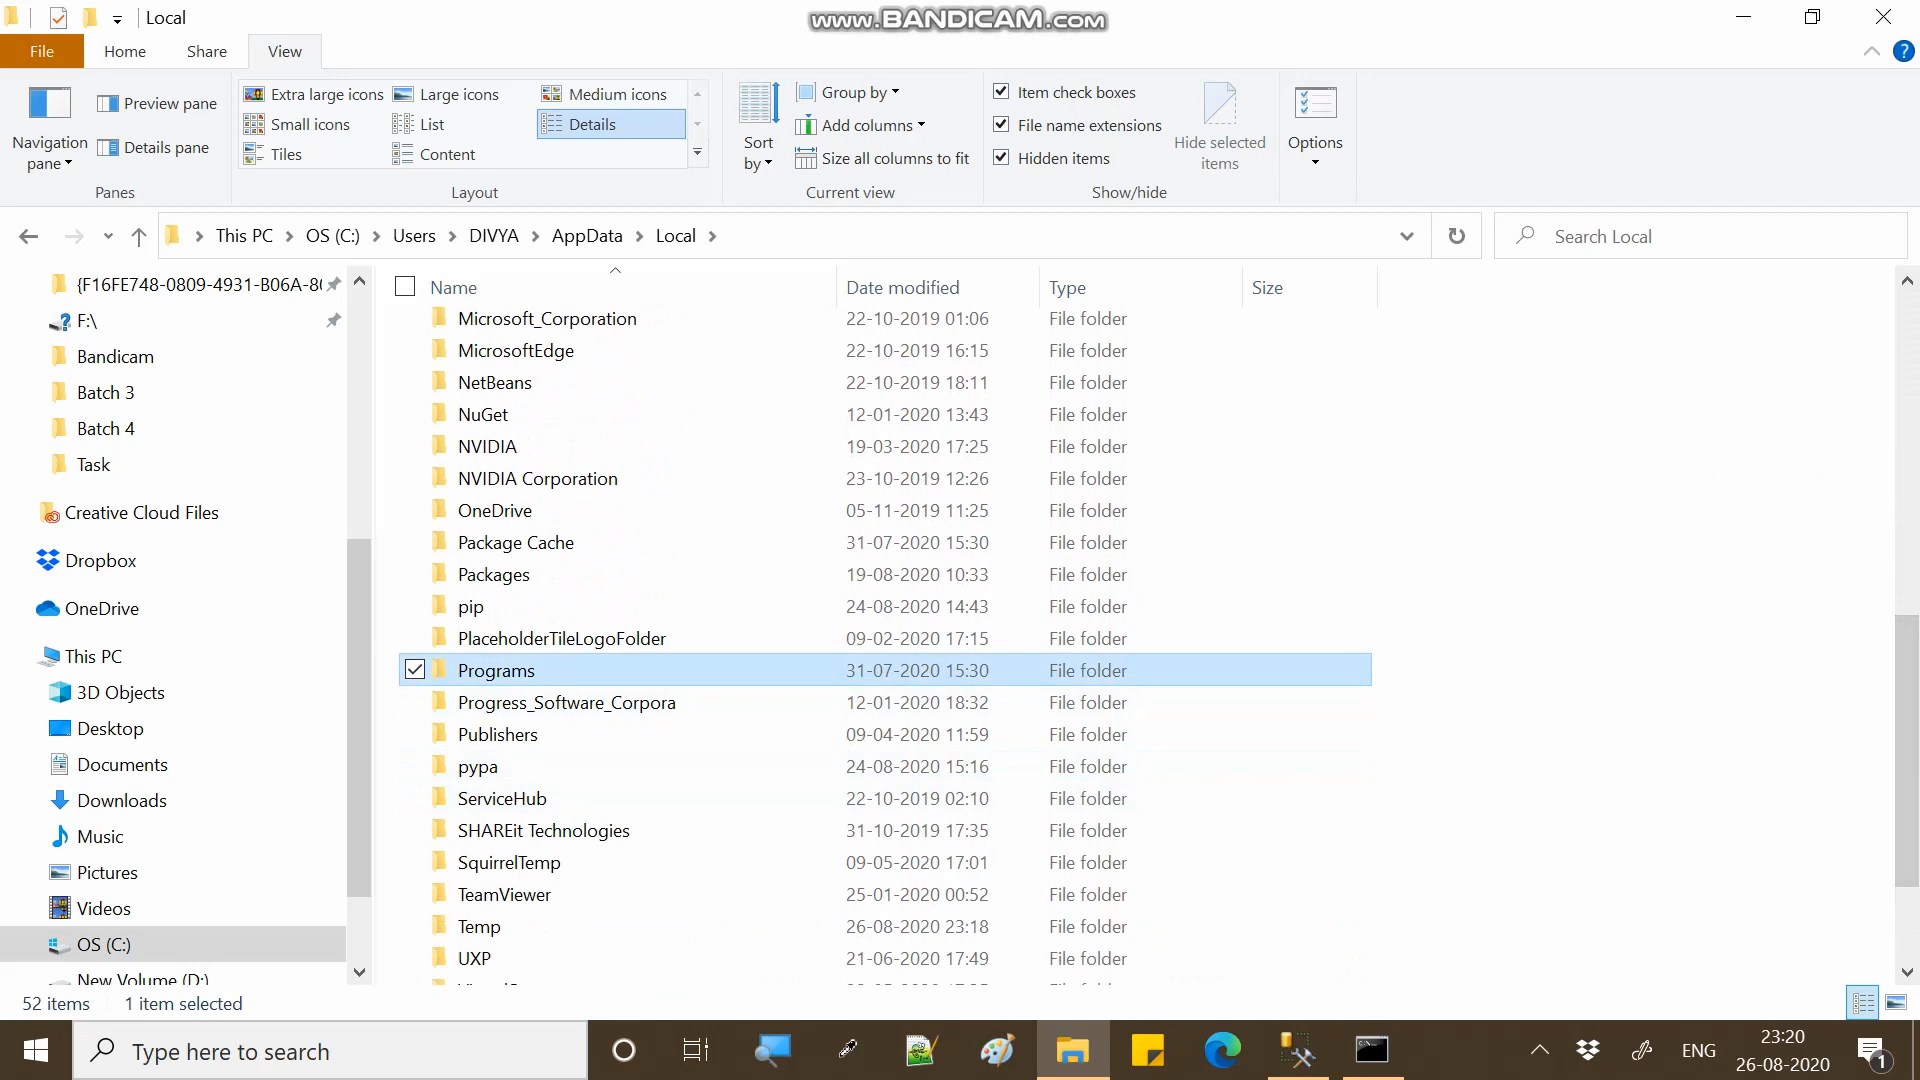 Local
www.BANDICAM.com
File Home Share View
Navigation pane
Preview pane
Details pane
Panes
Extra large icons Large icons Medium icons
Small icons List Details
Tiles Content
Layout
Sort by
Group by
Add columns
Size all columns to fit
Current view
Item check boxes
File name extensions
Hidden items
Hide selected items
Show/hide
Options
This PC OS (C:) Users DIVYA AppData Local
Search Local
{F16FE748-0809-4931-B06A-8
F:\
Bandicam
Batch 3
Batch 4
Task
Creative Cloud Files
Dropbox
OneDrive
This PC
3D Objects
Desktop
Documents
Downloads
Music
Pictures
Videos
OS (C:)
New Volume (D:)
Name Date modified Type Size
Microsoft_Corporation 22-10-2019 01:06 File folder
MicrosoftEdge 22-10-2019 16:15 File folder
NetBeans 22-10-2019 18:11 File folder
NuGet 12-01-2020 13:43 File folder
NVIDIA 19-03-2020 17:25 File folder
NVIDIA Corporation 23-10-2019 12:26 File folder
OneDrive 05-11-2019 11:25 File folder
Package Cache 31-07-2020 15:30 File folder
Packages 19-08-2020 10:33 File folder
pip 24-08-2020 14:43 File folder
PlaceholderTileLogoFolder 09-02-2020 17:15 File folder
Programs 31-07-2020 15:30 File folder
Progress_Software_Corpora 12-01-2020 18:32 File folder
Publishers 09-04-2020 11:59 File folder
pypa 24-08-2020 15:16 File folder
ServiceHub 22-10-2019 02:10 File folder
SHAREit Technologies 31-10-2019 17:35 File folder
SquirrelTemp 09-05-2020 17:01 File folder
TeamViewer 25-01-2020 00:52 File folder
Temp 26-08-2020 23:18 File folder
UXP 21-06-2020 17:49 File folder
52 items 1 item selected
Type here to search
ENG
23:20
26-08-2020
1